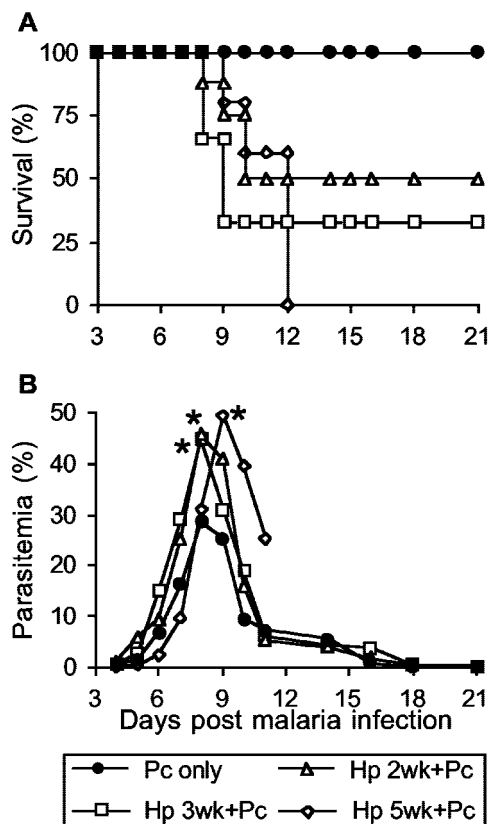 A
Survival (%)
100
75
50
25
0
3 6 9 12 15 18 21
B
Parasitemia (%)
50
40
30
20
10
0
* * *
3 6 9 12 15 18 21
Days post malaria infection
Pc only Hp 2wk+Pc
Hp 3wk+Pc Hp 5wk+Pc